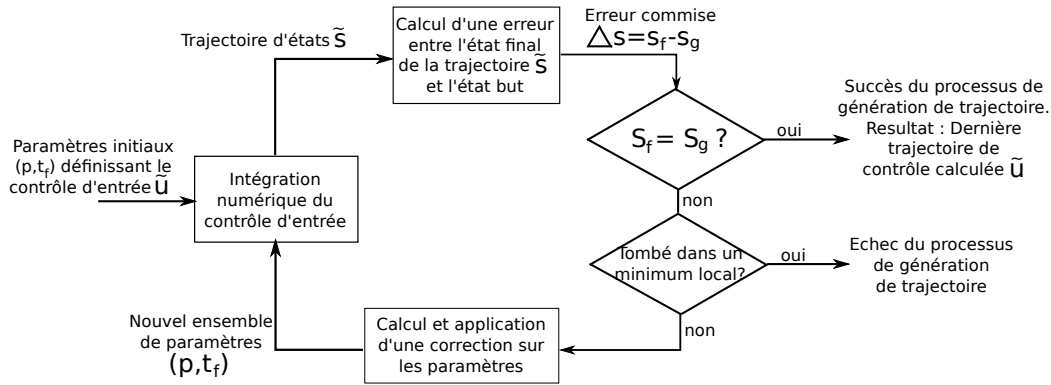 Trajectoire d'états s̃
Calcul d'une erreur
entre l'état final
de la trajectoire s̃
et l'état but
Erreur commise
△s=s_f-s_g
S_f = S_g ?
oui
Succès du processus de
génération de trajectoire.
Resultat : Dernière
trajectoire de
contrôle calculée ũ
non
Tombé dans un
minimum local?
oui
Echec du processus
de génération
de trajectoire
non
Calcul et application
d'une correction sur
les paramètres
Nouvel ensemble
de paramètres
(p,t_f)
Paramètres initiaux
(p,t_f) définissant le
contrôle d'entrée ũ
Intégration
numérique du
contrôle d'entrée